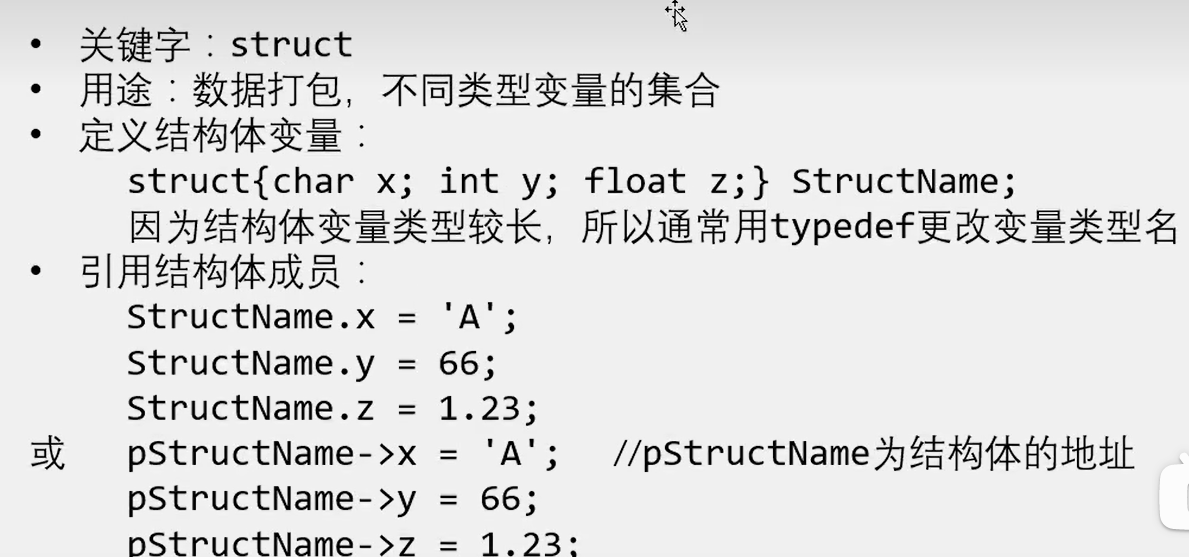 • 关键字：struct
• 用途：数据打包，不同类型变量的集合
• 定义结构体变量：
struct{char x; int y; float z;} StructName;
因为结构体变量类型较长，所以通常用typedef更改变量类型名
• 引用结构体成员：
StructName.x = 'A';
StructName.y = 66;
StructName.z = 1.23;
或 pStructName->x = 'A'; //pStructName为结构体的地址
pStructName->y = 66;
pStructName->z = 1.23;